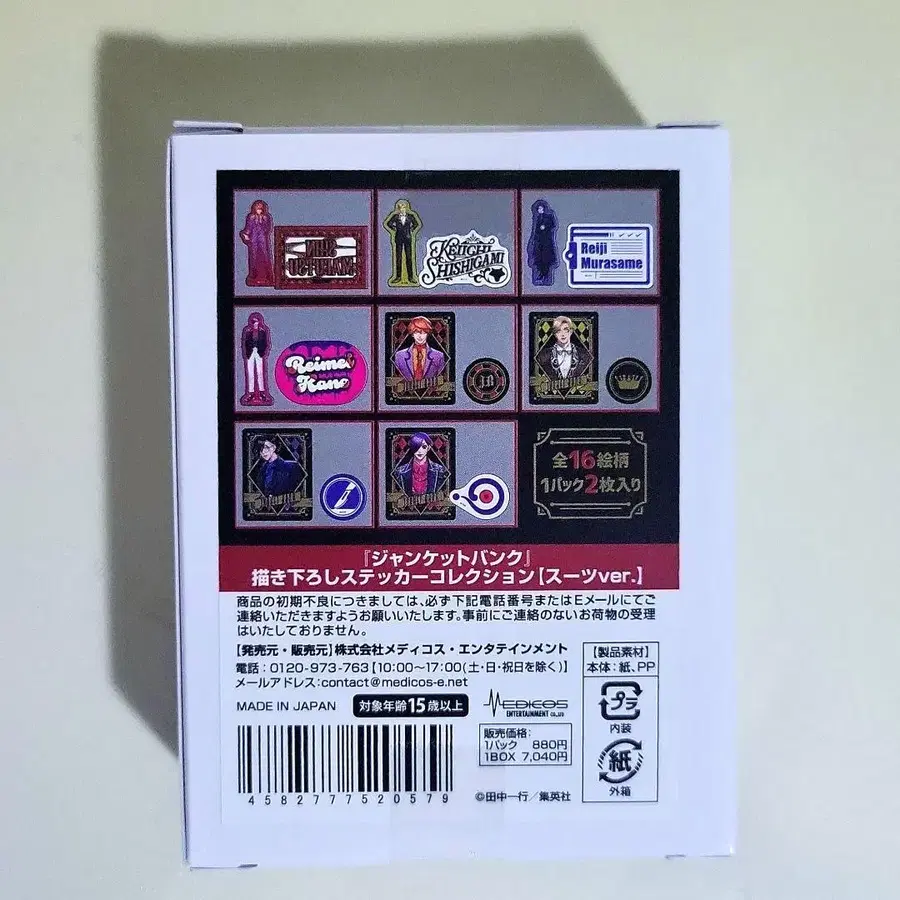 KEIICHI
SHISHIGAMI
Reiji
Murasame
Reimei
Kano
JB
全16絵柄
1パック2枚入り
『ジャンケットバンク』
描き下ろしステッカーコレクション【スーツver.】
商品の初期不良につきましては、必ず下記電話番号またはEメールにてご
連絡いただきますようお願いいたします。事前にご連絡のないお荷物の受理
はいたしておりません。
【発売元・販売元】株式会社メディコス・エンタテインメント
電話：0120-973-763【10:00〜17:00(土・日・祝日を除く)】
メールアドレス:contact@medicos-e.net
MADE IN JAPAN
対象年齢15歳以上
MEDICOS
ENTERTAINMENT CO.,LTD
【製品素材】
本体:紙、PP
プラ
内装
紙
外箱
販売価格:
1パック 880円
1BOX 7,040円
4582777520579
©田中一行／集英社